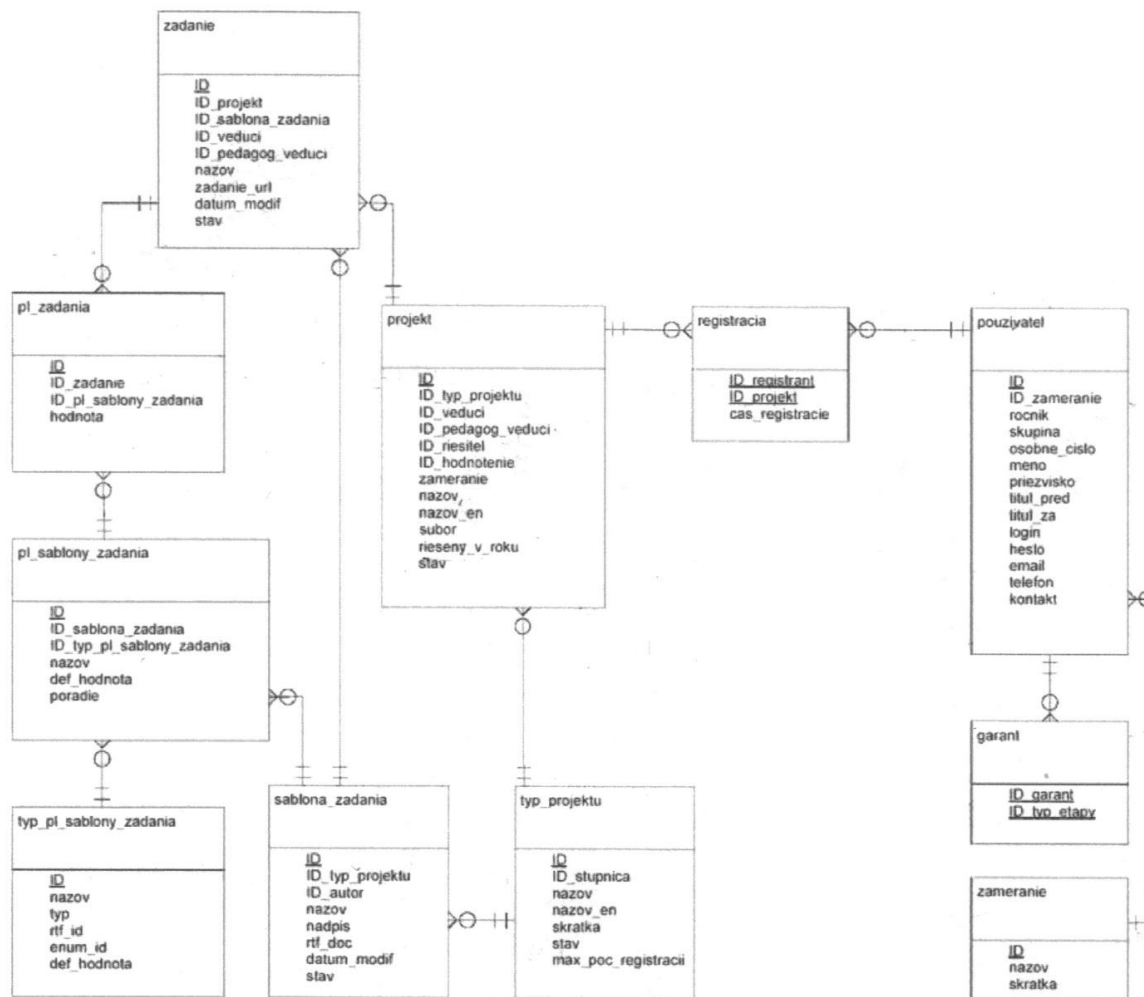 zadanie
ID
ID_projekt
ID_sablona_zadania
ID_veduci
ID_pedagog_veduci
nazov
zadanie_url
datum_modif
stav
pl_zadania
ID
ID_zadanie
ID_pl_sablony_zadania
hodnota
projekt
ID
ID_typ_projektu
ID_veduci
ID_pedagog_veduci
ID_riesitel
ID_hodnotenie
zameranie
nazov
nazov_en
subor
rieseny_v_roku
stav
registracia
ID_registrant
ID_projekt
cas_registracie
pouzivatel
ID
ID_zameranie
rocnik
skupina
osobne_cislo
meno
priezvisko
titul_pred
titul_za
login
heslo
email
telefon
kontakt
pl_sablony_zadania
ID
ID_sablona_zadania
ID_typ_pl_sablony_zadania
nazov
def_hodnota
poradie
garant
ID_garant
ID_typ_etapy
typ_pl_sablony_zadania
ID
nazov
typ
rtf_id
enum_id
def_hodnota
sablona_zadania
ID
ID_typ_projektu
ID_autor
nazov
nadpis
rtf_doc
datum_modif
stav
typ_projektu
ID
ID_stupnica
nazov
nazov_en
skratka
stav
max_poc_registracii
zameranie
ID
nazov
skratka